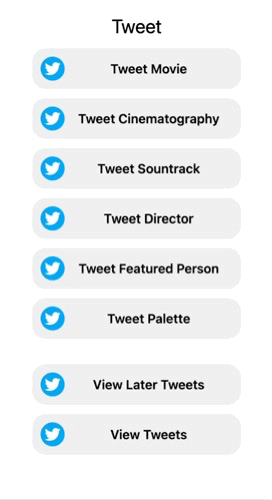 Tweet
Tweet Movie
Tweet Cinematography
Tweet Sountrack
Tweet Director
Tweet Featured Person
Tweet Palette
View Later Tweets
View Tweets